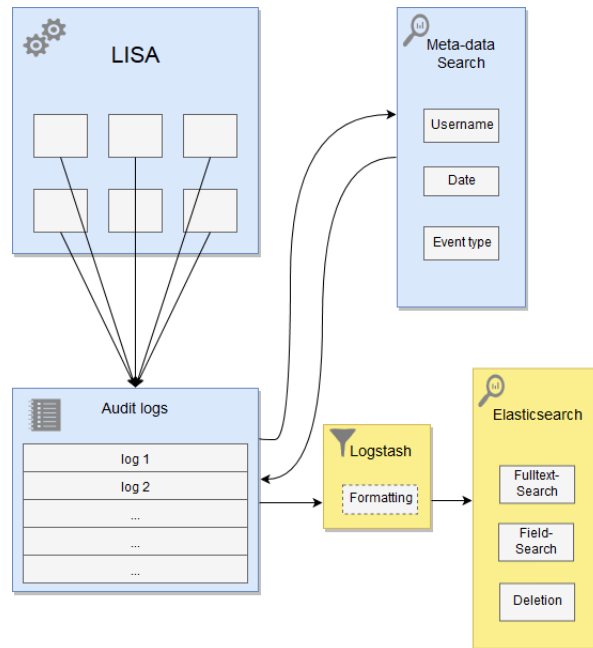 LISA
Meta-data
Search
Username
Date
Event type
Audit logs
log 1
log 2
...
...
...
Logstash
Formatting
Elasticsearch
Fulltext-
Search
Field-
Search
Deletion